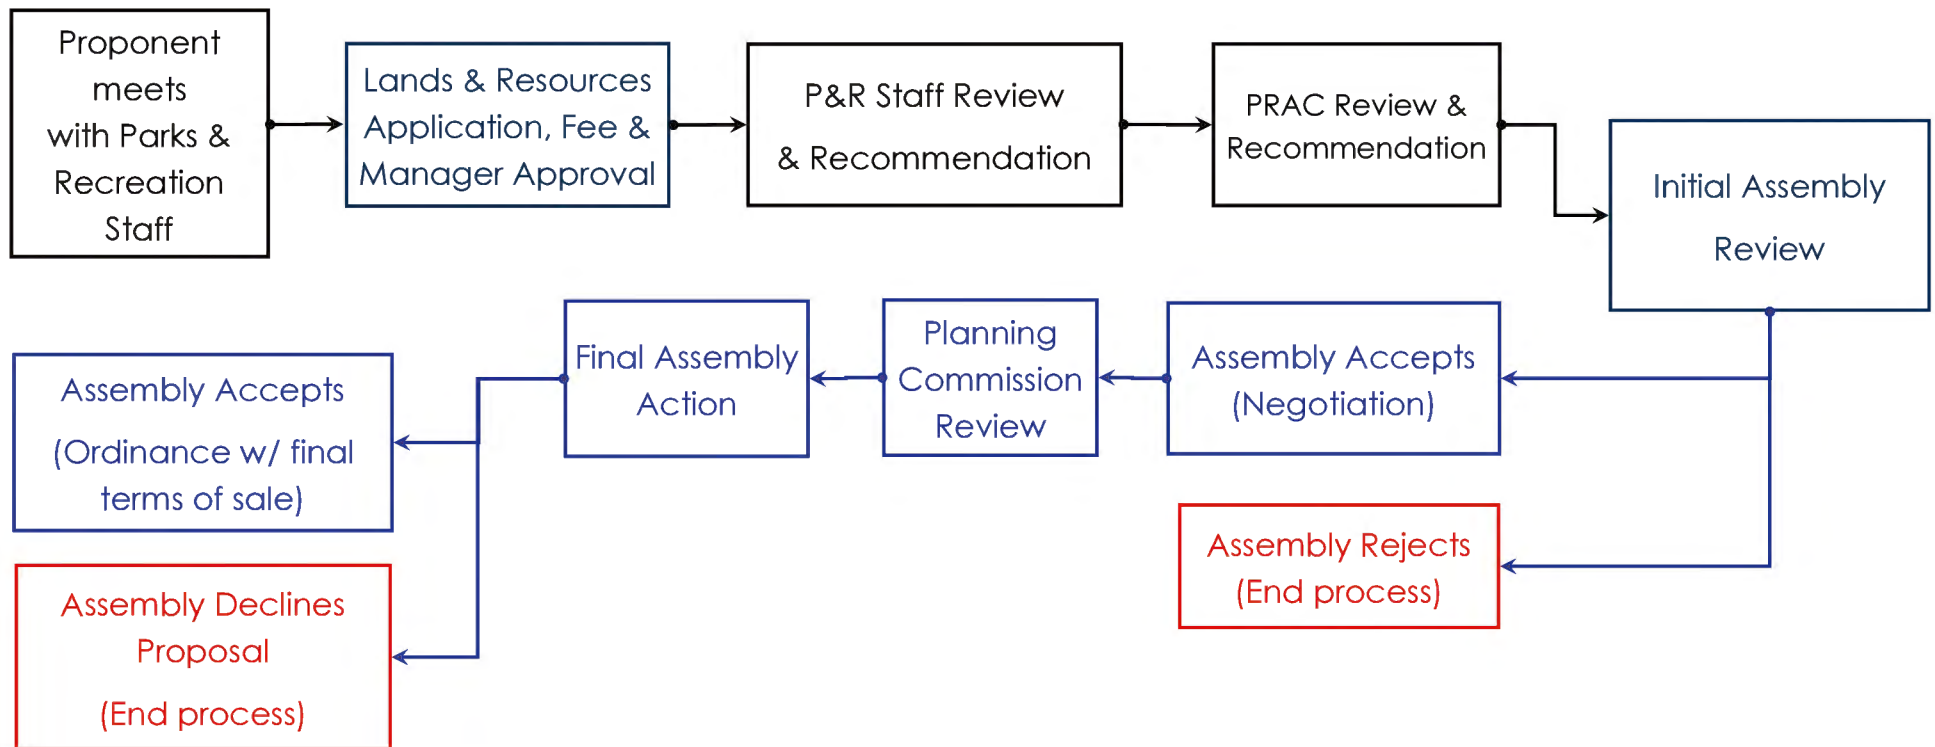 Proponent
meets
with Parks &
Recreation
Staff
Lands & Resources
Application, Fee &
Manager Approval
P&R Staff Review
& Recommendation
PRAC Review &
Recommendation
Initial Assembly
Review
Assembly Accepts
(Negotiation)
Planning
Commission
Review
Final Assembly
Action
Assembly Accepts
(Ordinance w/ final
terms of sale)
Assembly Rejects
(End process)
Assembly Declines
Proposal
(End process)